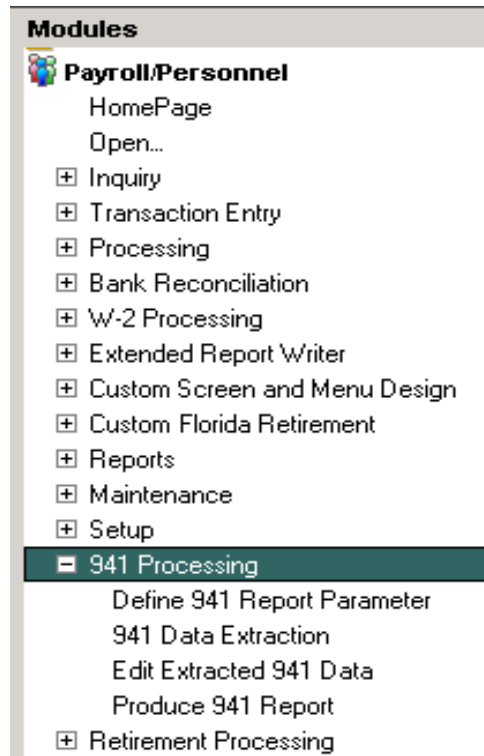 Modules
Payroll/Personnel
HomePage
Open...
Inquiry
Transaction Entry
Processing
Bank Reconciliation
W-2 Processing
Extended Report Writer
Custom Screen and Menu Design
Custom Florida Retirement
Reports
Maintenance
Setup
941 Processing
Define 941 Report Parameter
941 Data Extraction
Edit Extracted 941 Data
Produce 941 Report
Retirement Processing